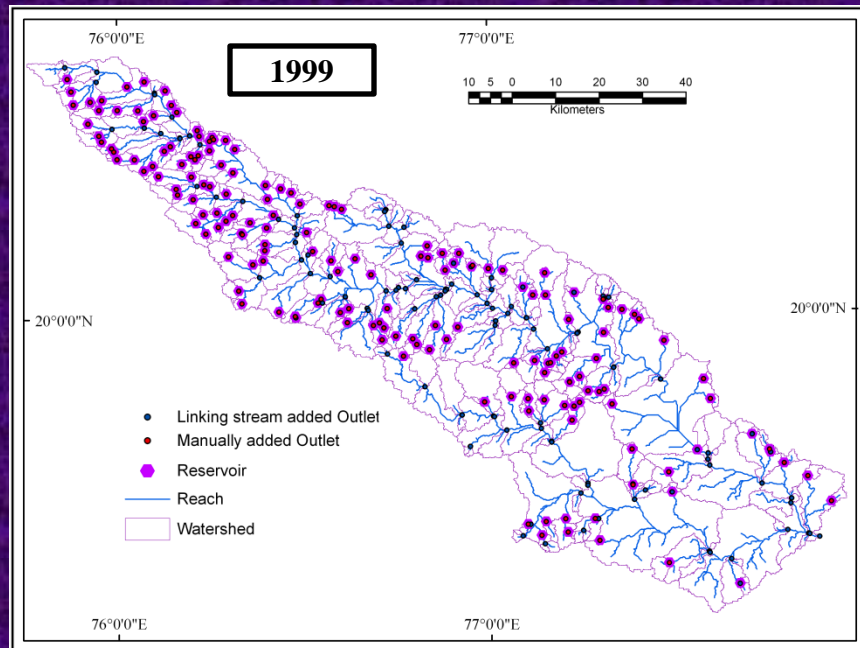 76°0'0"E
77°0'0"E
1999
10 5 0 10 20 30 40
Kilometers
20°0'0"N
20°0'0"N
Linking stream added Outlet
Manually added Outlet
Reservoir
Reach
Watershed
76°0'0"E
77°0'0"E